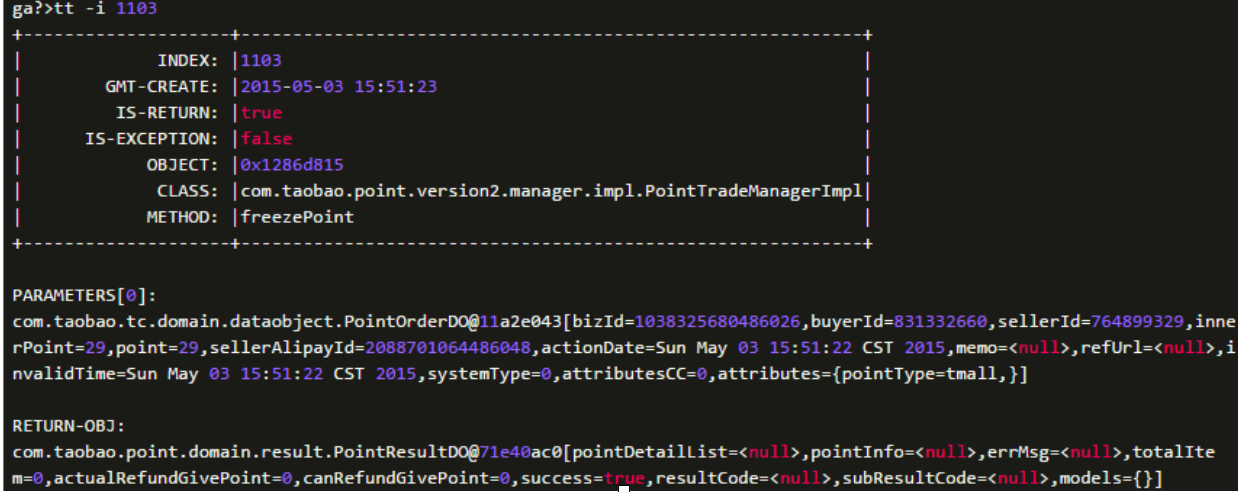 ga?>tt -i 1103
+--------------------+------------------------------------------------------------+
| INDEX: |1103 |
| GMT-CREATE: |2015-05-03 15:51:23 |
| IS-RETURN: |true |
| IS-EXCEPTION: |false |
| OBJECT: |0x1286d815 |
| CLASS: |com.taobao.point.version2.manager.impl.PointTradeManagerImpl|
| METHOD: |freezePoint |
+--------------------+------------------------------------------------------------+
PARAMETERS[0]:
com.taobao.tc.domain.dataobject.PointOrderDO@11a2e043[bizId=1038325680486026,buyerId=831332660,sellerId=764899329,inne
rPoint=29,point=29,sellerAlipayId=2088701064486048,actionDate=Sun May 03 15:51:22 CST 2015,memo=<null>,refUrl=<null>,i
nvalidTime=Sun May 03 15:51:22 CST 2015,systemType=0,attributesCC=0,attributes={pointType=tmall,}]
RETURN-OBJ:
com.taobao.point.domain.result.PointResultDO@71e40ac0[pointDetailList=<null>,pointInfo=<null>,errMsg=<null>,totalIte
m=0,actualRefundGivePoint=0,canRefundGivePoint=0,success=true,resultCode=<null>,subResultCode=<null>,models={}]